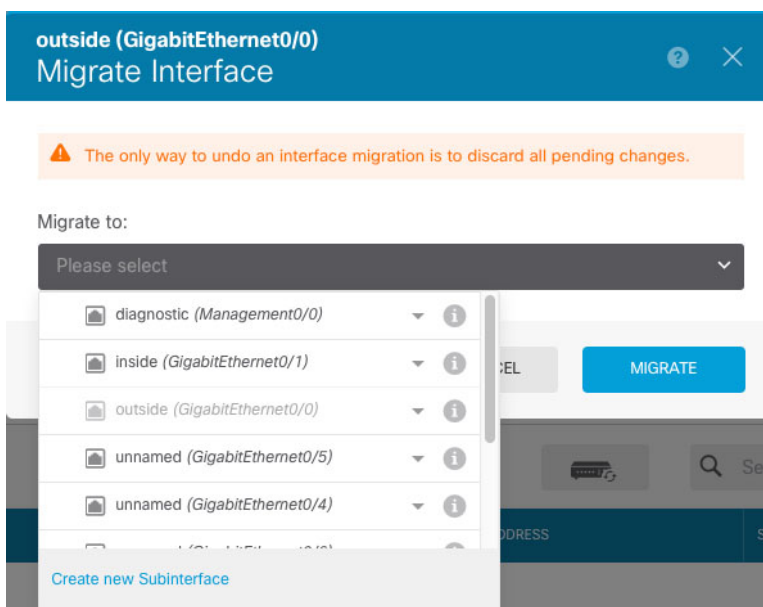 outside (GigabitEthernet0/0)
Migrate Interface
The only way to undo an interface migration is to discard all pending changes.
Migrate to:
Please select
diagnostic (Management0/0)
inside (GigabitEthernet0/1)
outside (GigabitEthernet0/0)
unnamed (GigabitEthernet0/5)
unnamed (GigabitEthernet0/4)
Create new Subinterface
MIGRATE